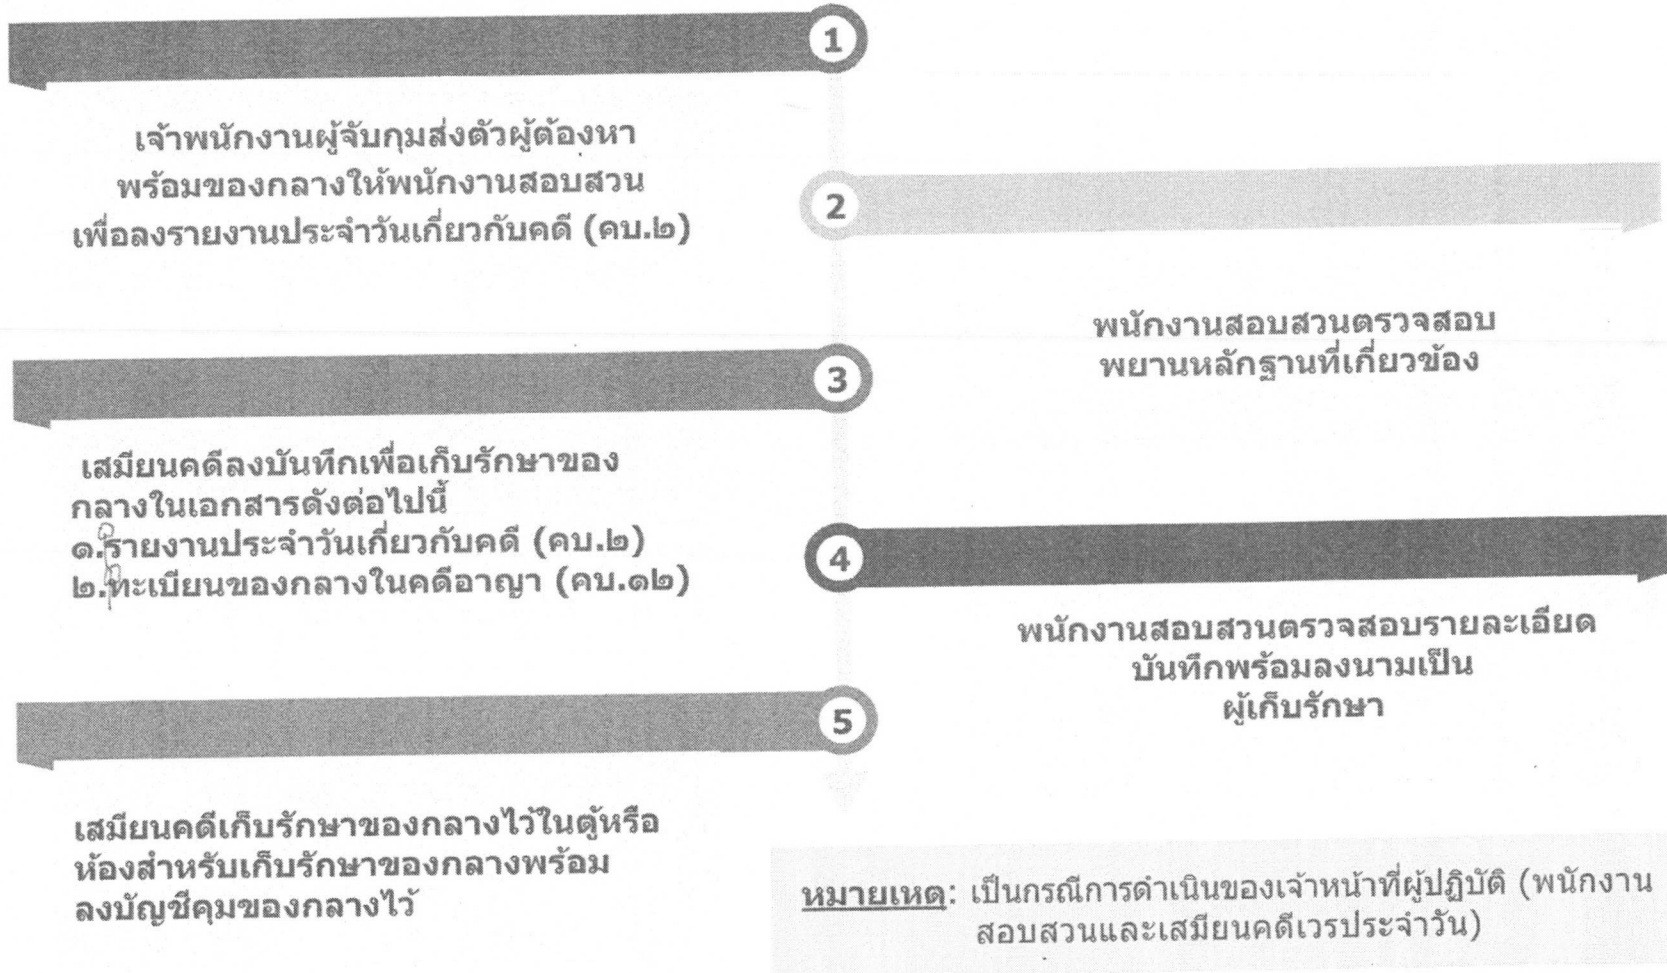 1
เจ้าพนักงานผู้จับกุมส่งตัวผู้ต้องหา
พร้อมของกลางให้พนักงานสอบสวน
เพื่อลงรายงานประจำวันเกี่ยวกับคดี (คบ.๒)
2
พนักงานสอบสวนตรวจสอบ
พยานหลักฐานที่เกี่ยวข้อง
3
เสมียนคดีลงบันทึกเพื่อเก็บรักษาของ
กลางในเอกสารดังต่อไปนี้
๑.รายงานประจำวันเกี่ยวกับคดี (คบ.๒)
๒.ทะเบียนของกลางในคดีอาญา (คบ.๑๒)
4
พนักงานสอบสวนตรวจสอบรายละเอียด
บันทึกพร้อมลงนามเป็น
ผู้เก็บรักษา
5
เสมียนคดีเก็บรักษาของกลางไว้ในตู้หรือ
ห้องสำหรับเก็บรักษาของกลางพร้อม
ลงบัญชีคุมของกลางไว้
หมายเหตุ: เป็นกรณีการดำเนินของเจ้าหน้าที่ผู้ปฏิบัติ (พนักงาน
สอบสวนและเสมียนคดีเวรประจำวัน)